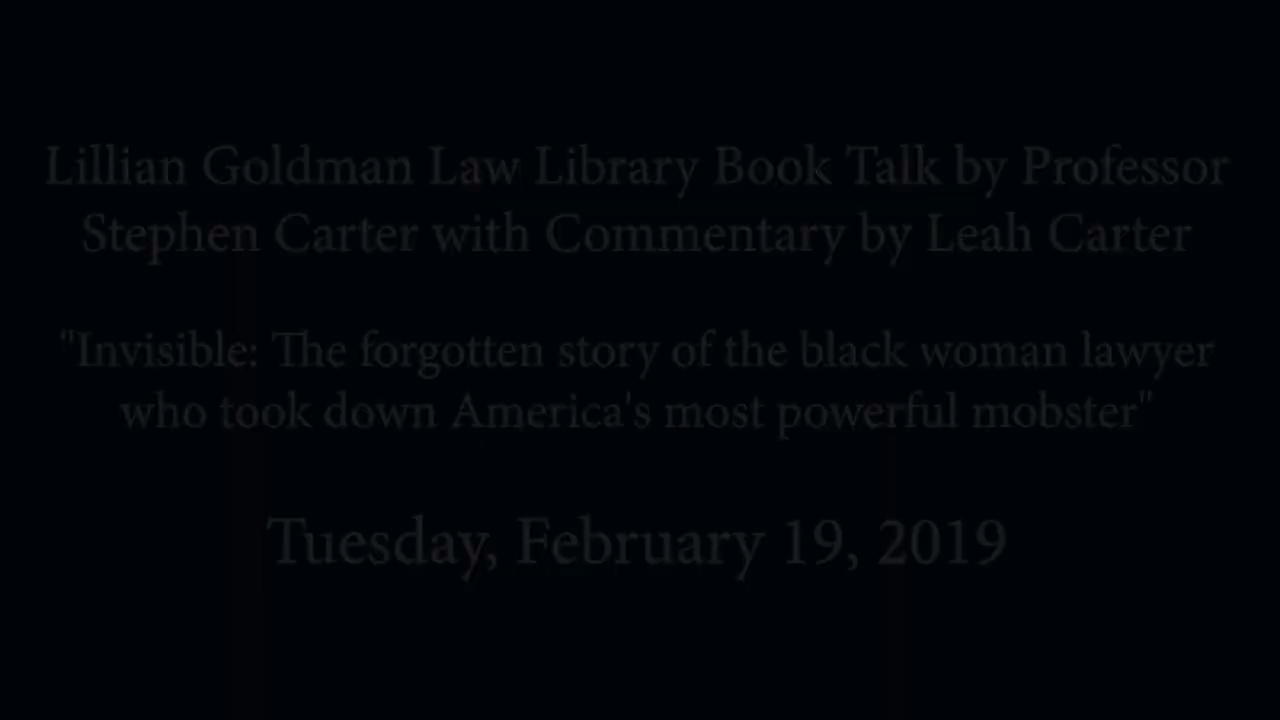 Lillian Goldman Law Library Book Talk by Professor
Stephen Carter with Commentary by Leah Carter
"Invisible: The forgotten story of the black woman lawyer
who took down America's most powerful mobster"
Tuesday, February 19, 2019